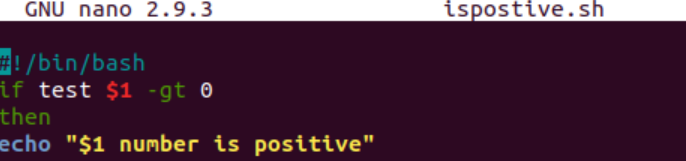 GNU nano 2.9.3 ispostive.sh
#!/bin/bash
if test $1 -gt 0
then
echo "$1 number is positive"